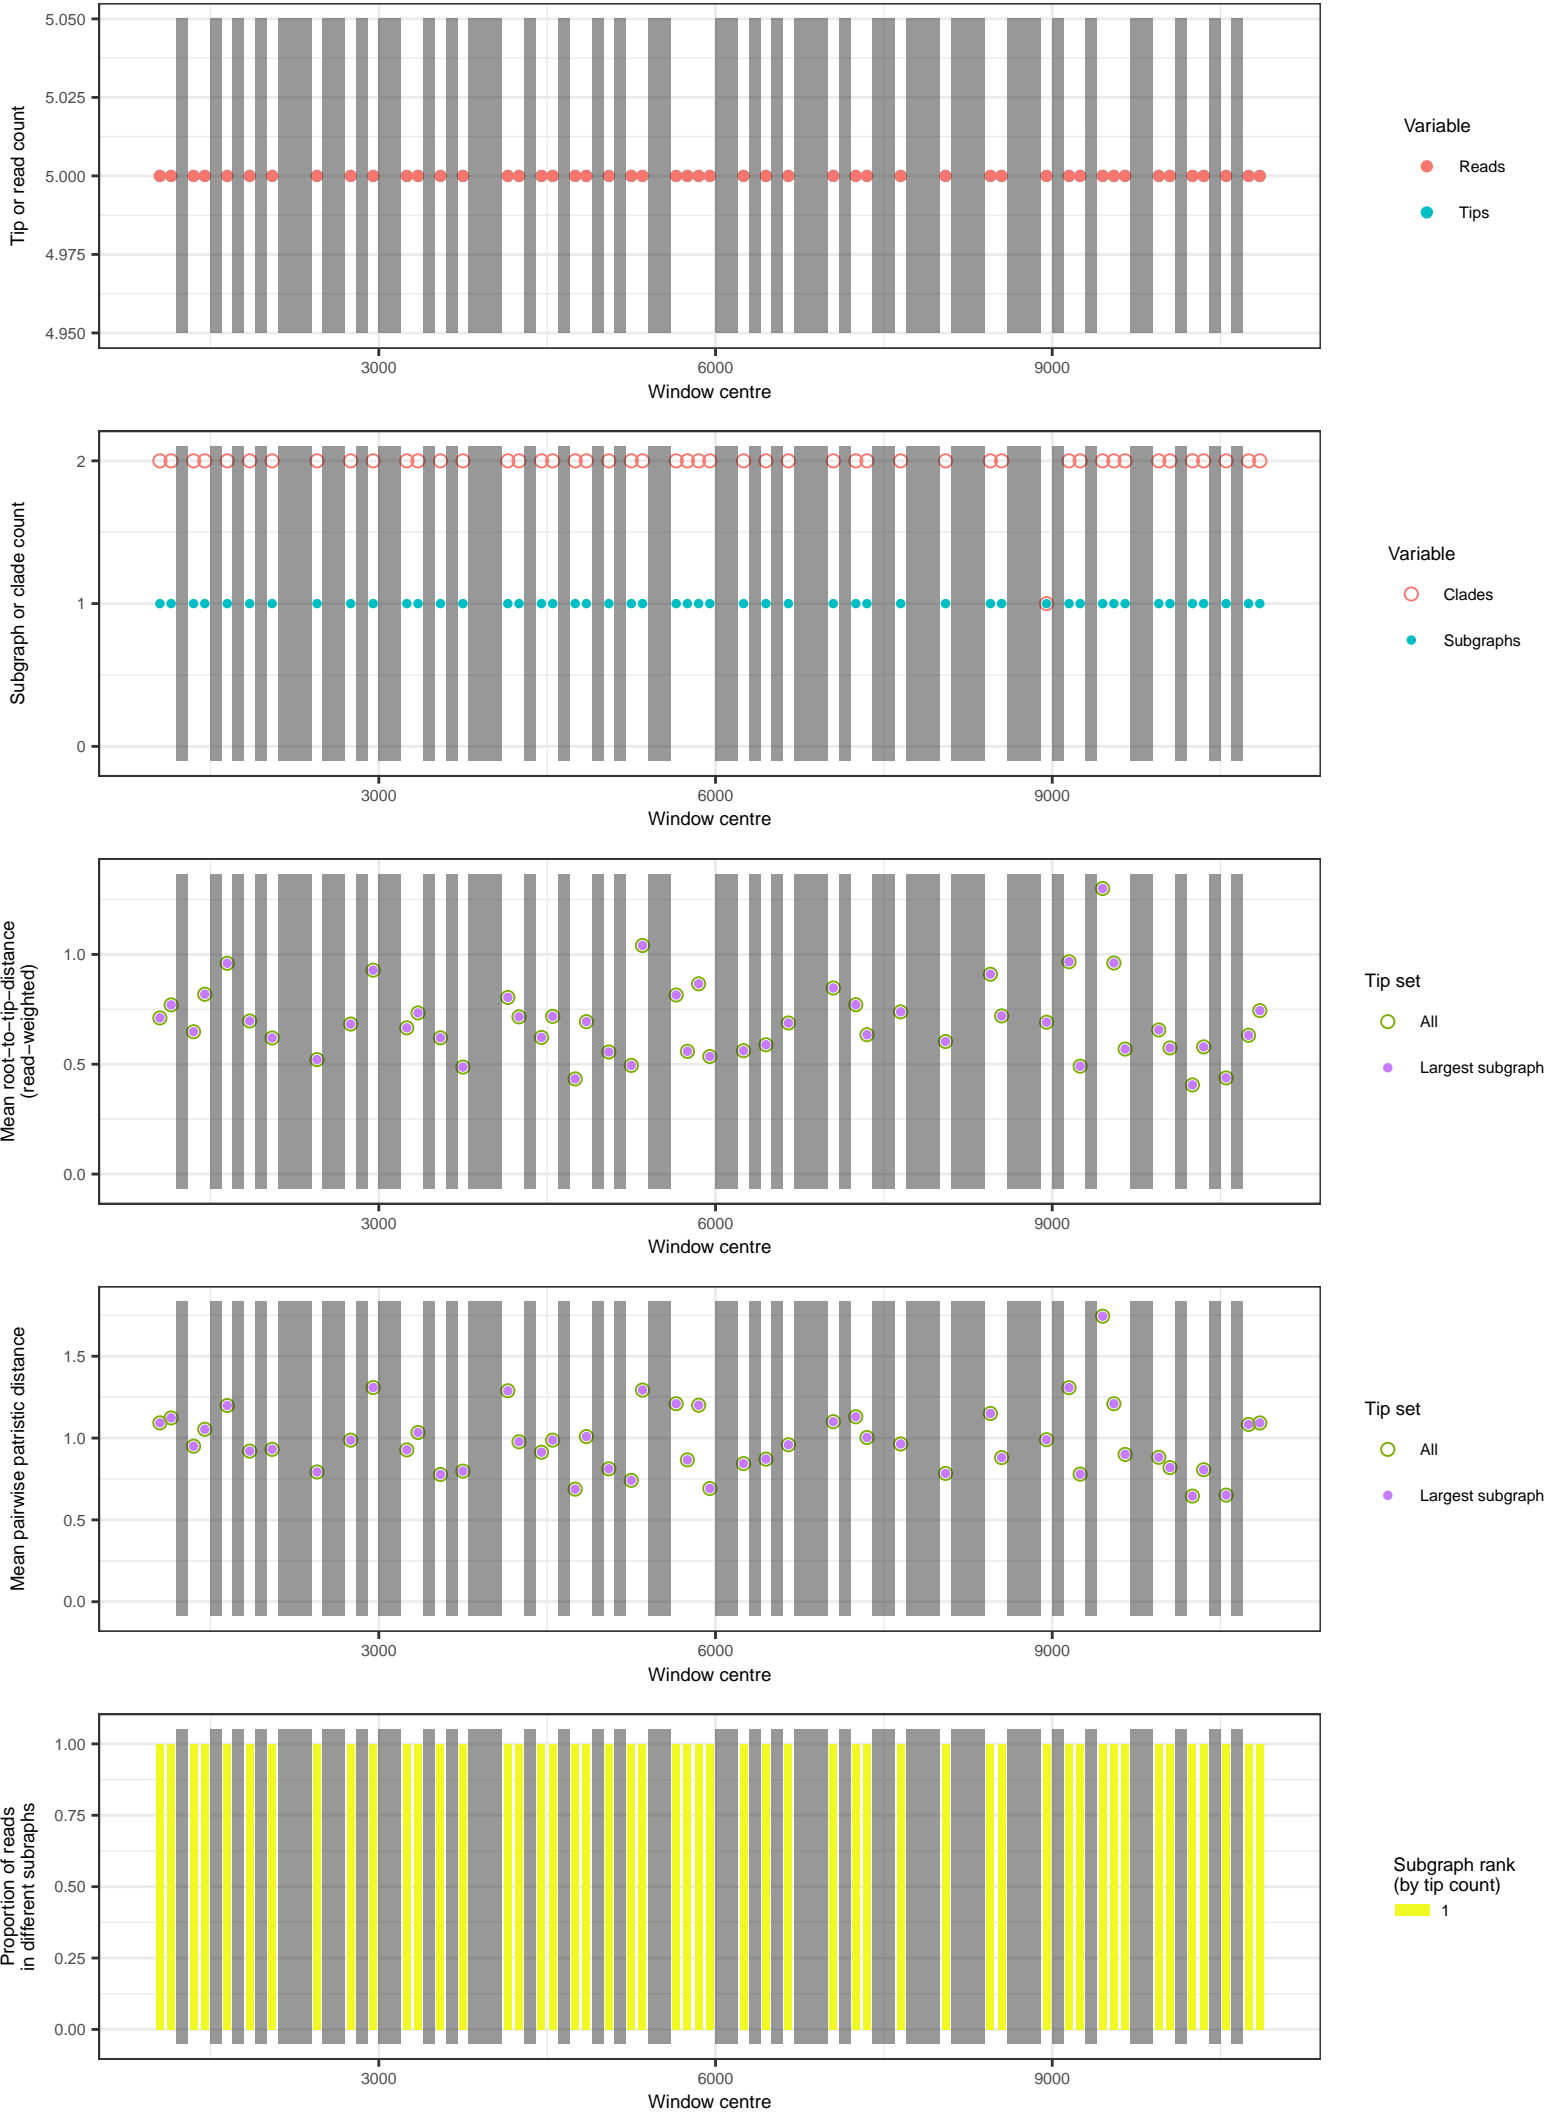 5.050
5.025
5.000
4.975
4.950
Tip or read count
3000
6000
9000
Window centre
Variable
Reads
Tips
2
1
0
Subgraph or clade count
3000
6000
9000
Window centre
Variable
Clades
Subgraphs
1.0
0.5
0.0
Mean root−to−tip−distance
(read−weighted)
3000
6000
9000
Window centre
Tip set
All
Largest subgraph
1.5
1.0
0.5
0.0
Mean pairwise patristic distance
3000
6000
9000
Window centre
Tip set
All
Largest subgraph
1.00
0.75
0.50
0.25
0.00
Proportion of reads
in different subraphs
3000
6000
9000
Window centre
Subgraph rank
(by tip count)
1